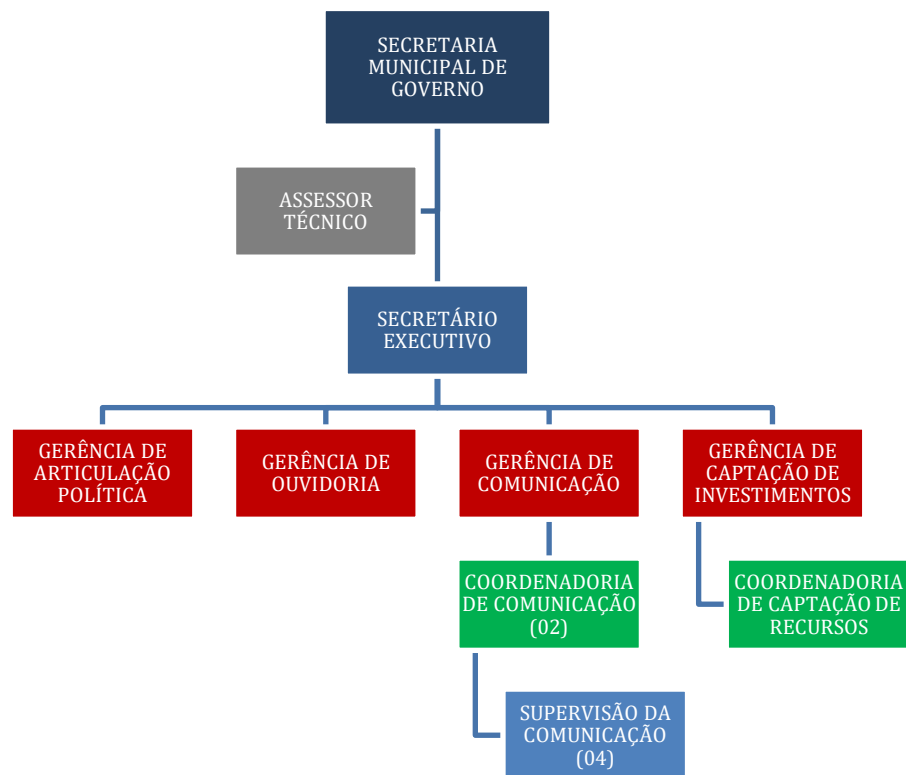 SECRETARIA
MUNICIPAL DE
GOVERNO
ASSESSOR
TÉCNICO
SECRETÁRIO
EXECUTIVO
GERÊNCIA DE
ARTICULAÇÃO
POLÍTICA
GERÊNCIA DE
OUVIDORIA
GERÊNCIA DE
COMUNICAÇÃO
GERÊNCIA DE
CAPTAÇÃO DE
INVESTIMENTOS
COORDENADORIA
DE COMUNICAÇÃO
(02)
COORDENADORIA
DE CAPTAÇÃO DE
RECURSOS
SUPERVISÃO DA
COMUNICAÇÃO
(04)